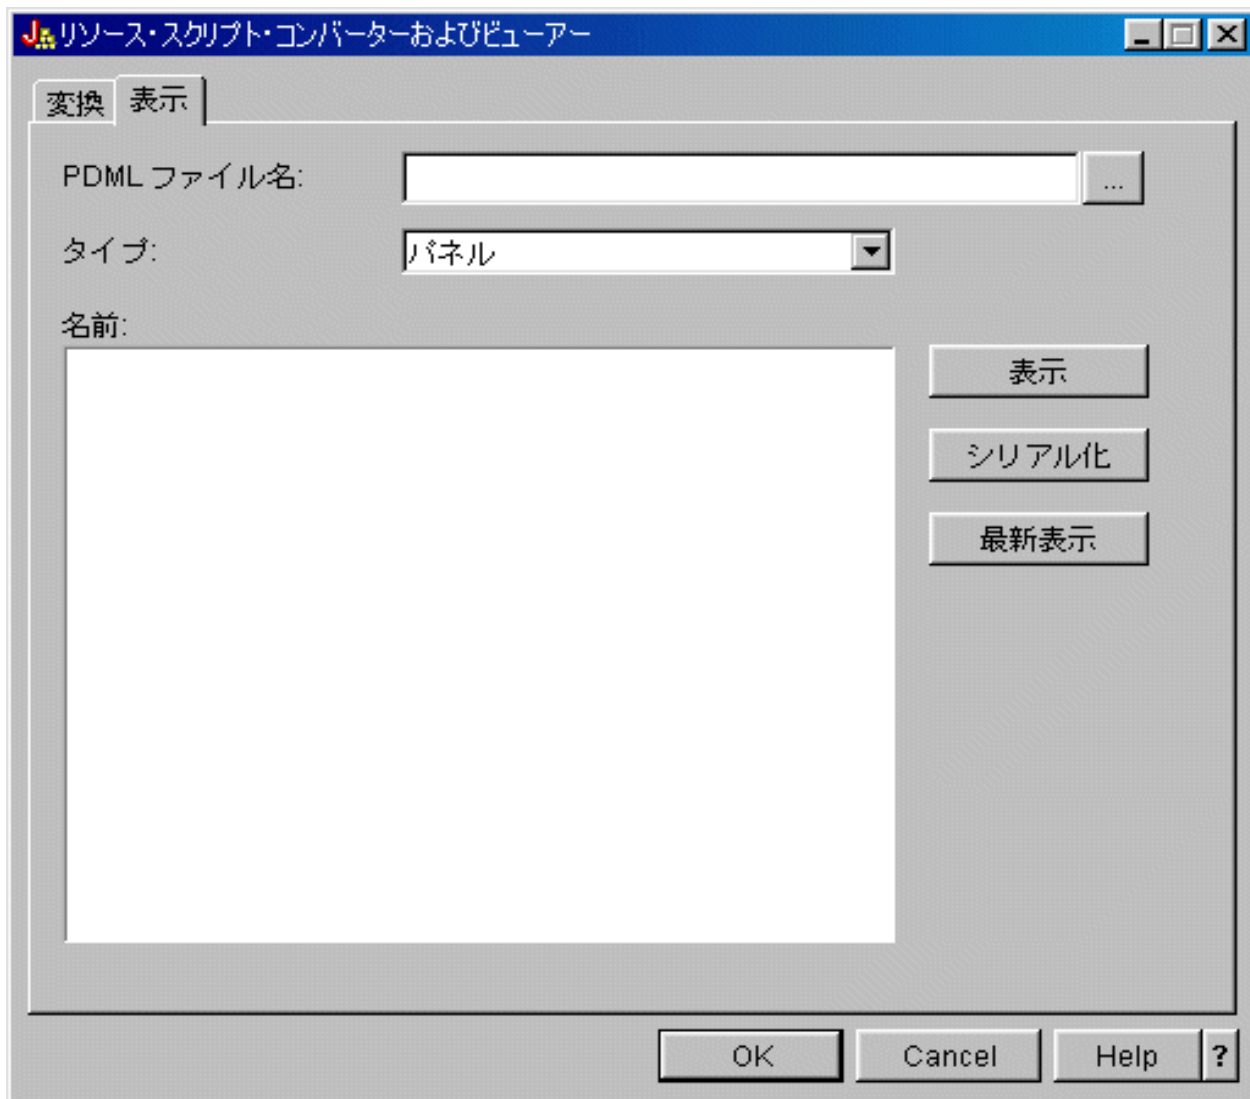 リソース・スクリプト・コンバーターおよびビューアー
変換 表示
PDML ファイル名: ...
タイプ: パネル
名前:
表示
シリアル化
最新表示
OK Cancel Help ?